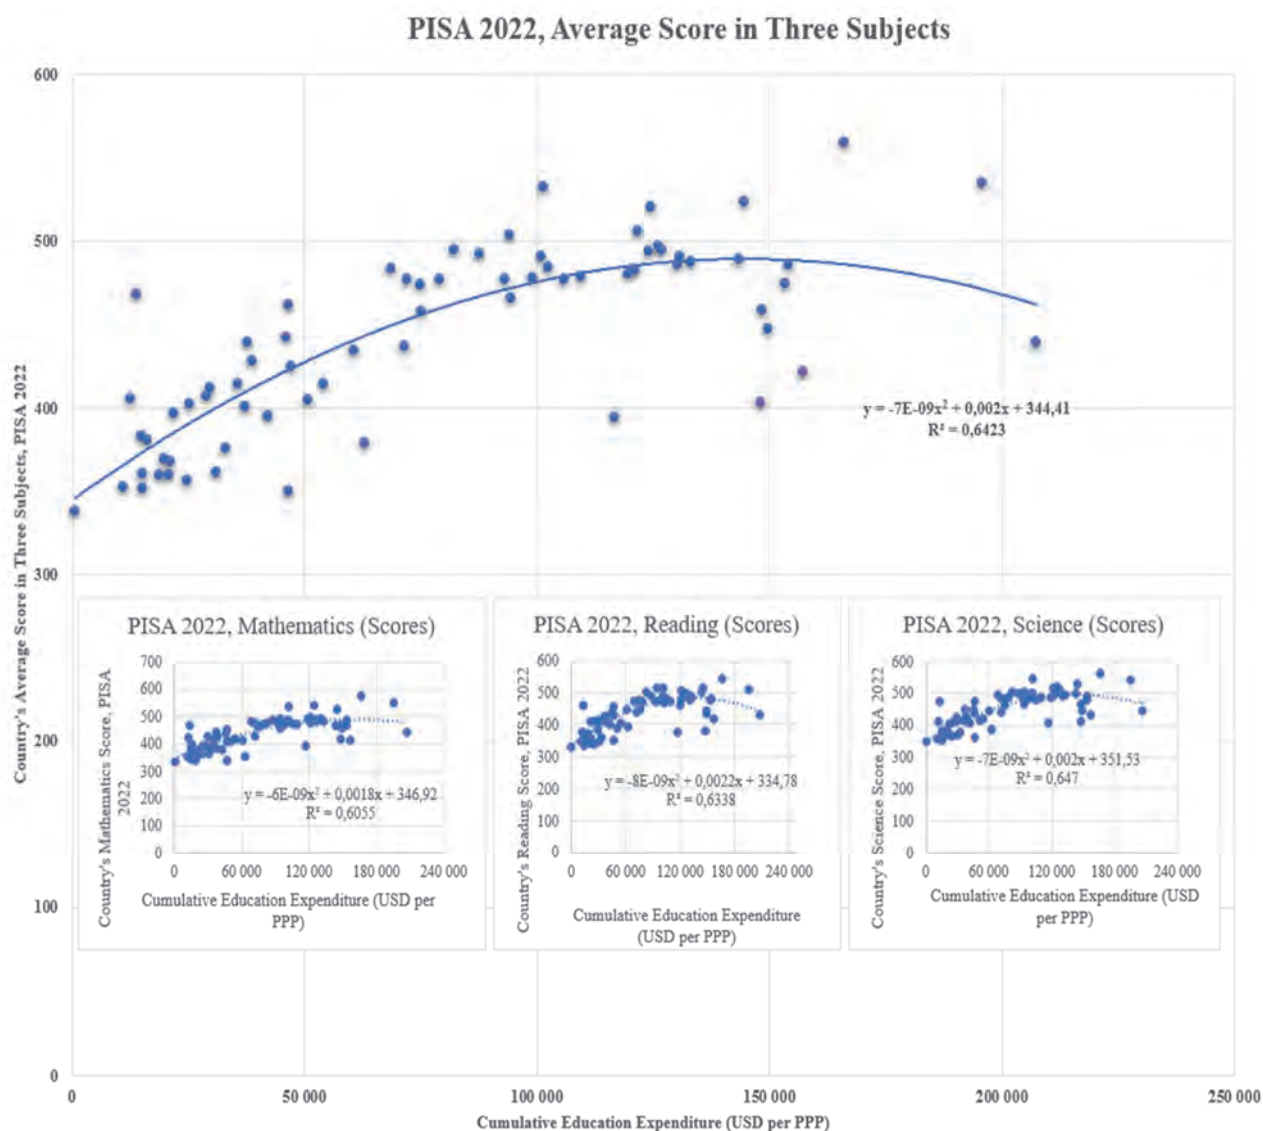 PISA 2022, Average Score in Three Subjects
Country's Average Score in Three Subjects, PISA 2022
600
500
400
300
200
100
0
y = -7E-09x² + 0,002x + 344,41
R² = 0,6423
PISA 2022, Mathematics (Scores)
Country's Mathematics Score, PISA
2022
700
600
500
400
300
200
100
0
y = -6E-09x² + 0,0018x + 346,92
R² = 0,6055
0 60 000 120 000 180 000 240 000
Cumulative Education Expenditure (USD per
PPP)
PISA 2022, Reading (Scores)
Country's Reading Score, PISA 2022
600
500
400
300
200
100
0
y = -8E-09x² + 0,0022x + 334,78
R² = 0,6338
0 60 000 120 000 180 000 240 000
Cumulative Education Expenditure
(USD per PPP)
PISA 2022, Science (Scores)
Country's Science Score, PISA 2022
600
500
400
300
200
100
0
y = -7E-09x² + 0,002x + 351,53
R² = 0,647
0 60 000 120 000 180 000 240 000
Cumulative Education Expenditure (USD
per PPP)
0 50 000 100 000 150 000 200 000 250 000
Cumulative Education Expenditure (USD per PPP)